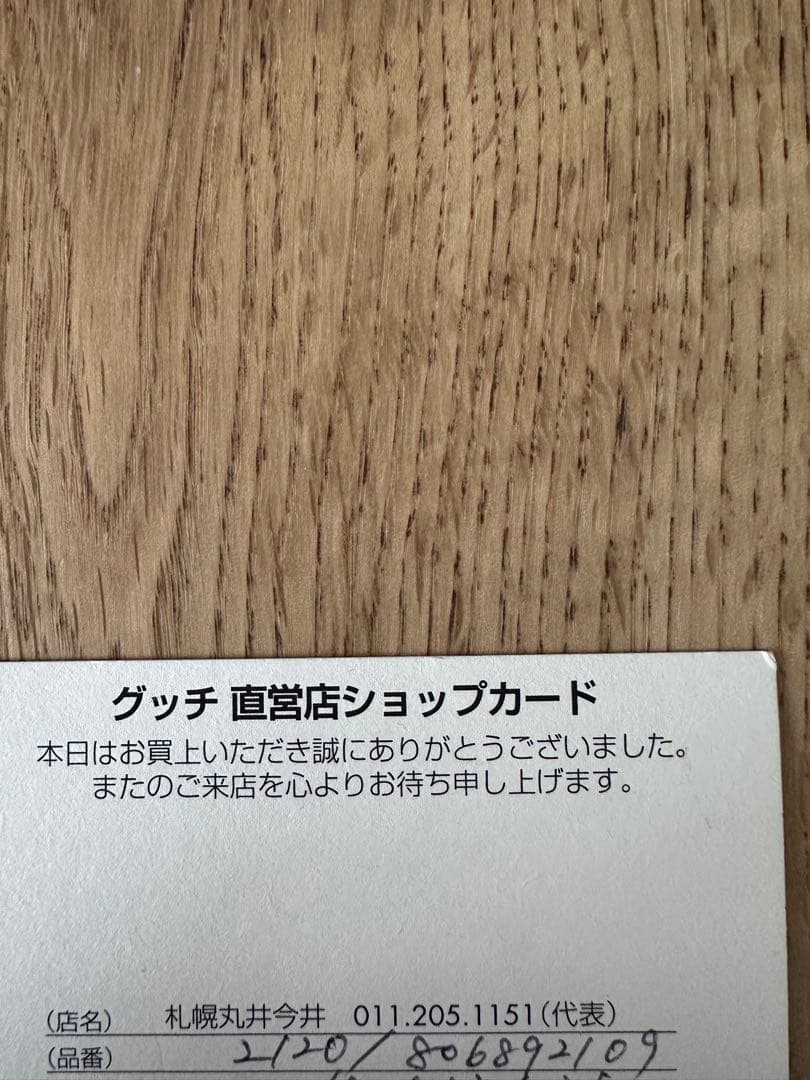 グッチ 直営店ショップカード
本日はお買上いただき誠にありがとうございました。
またのご来店を心よりお待ち申し上げます。
(店名) 札幌丸井今井 011.205.1151(代表)
(品番) 2120/806892109